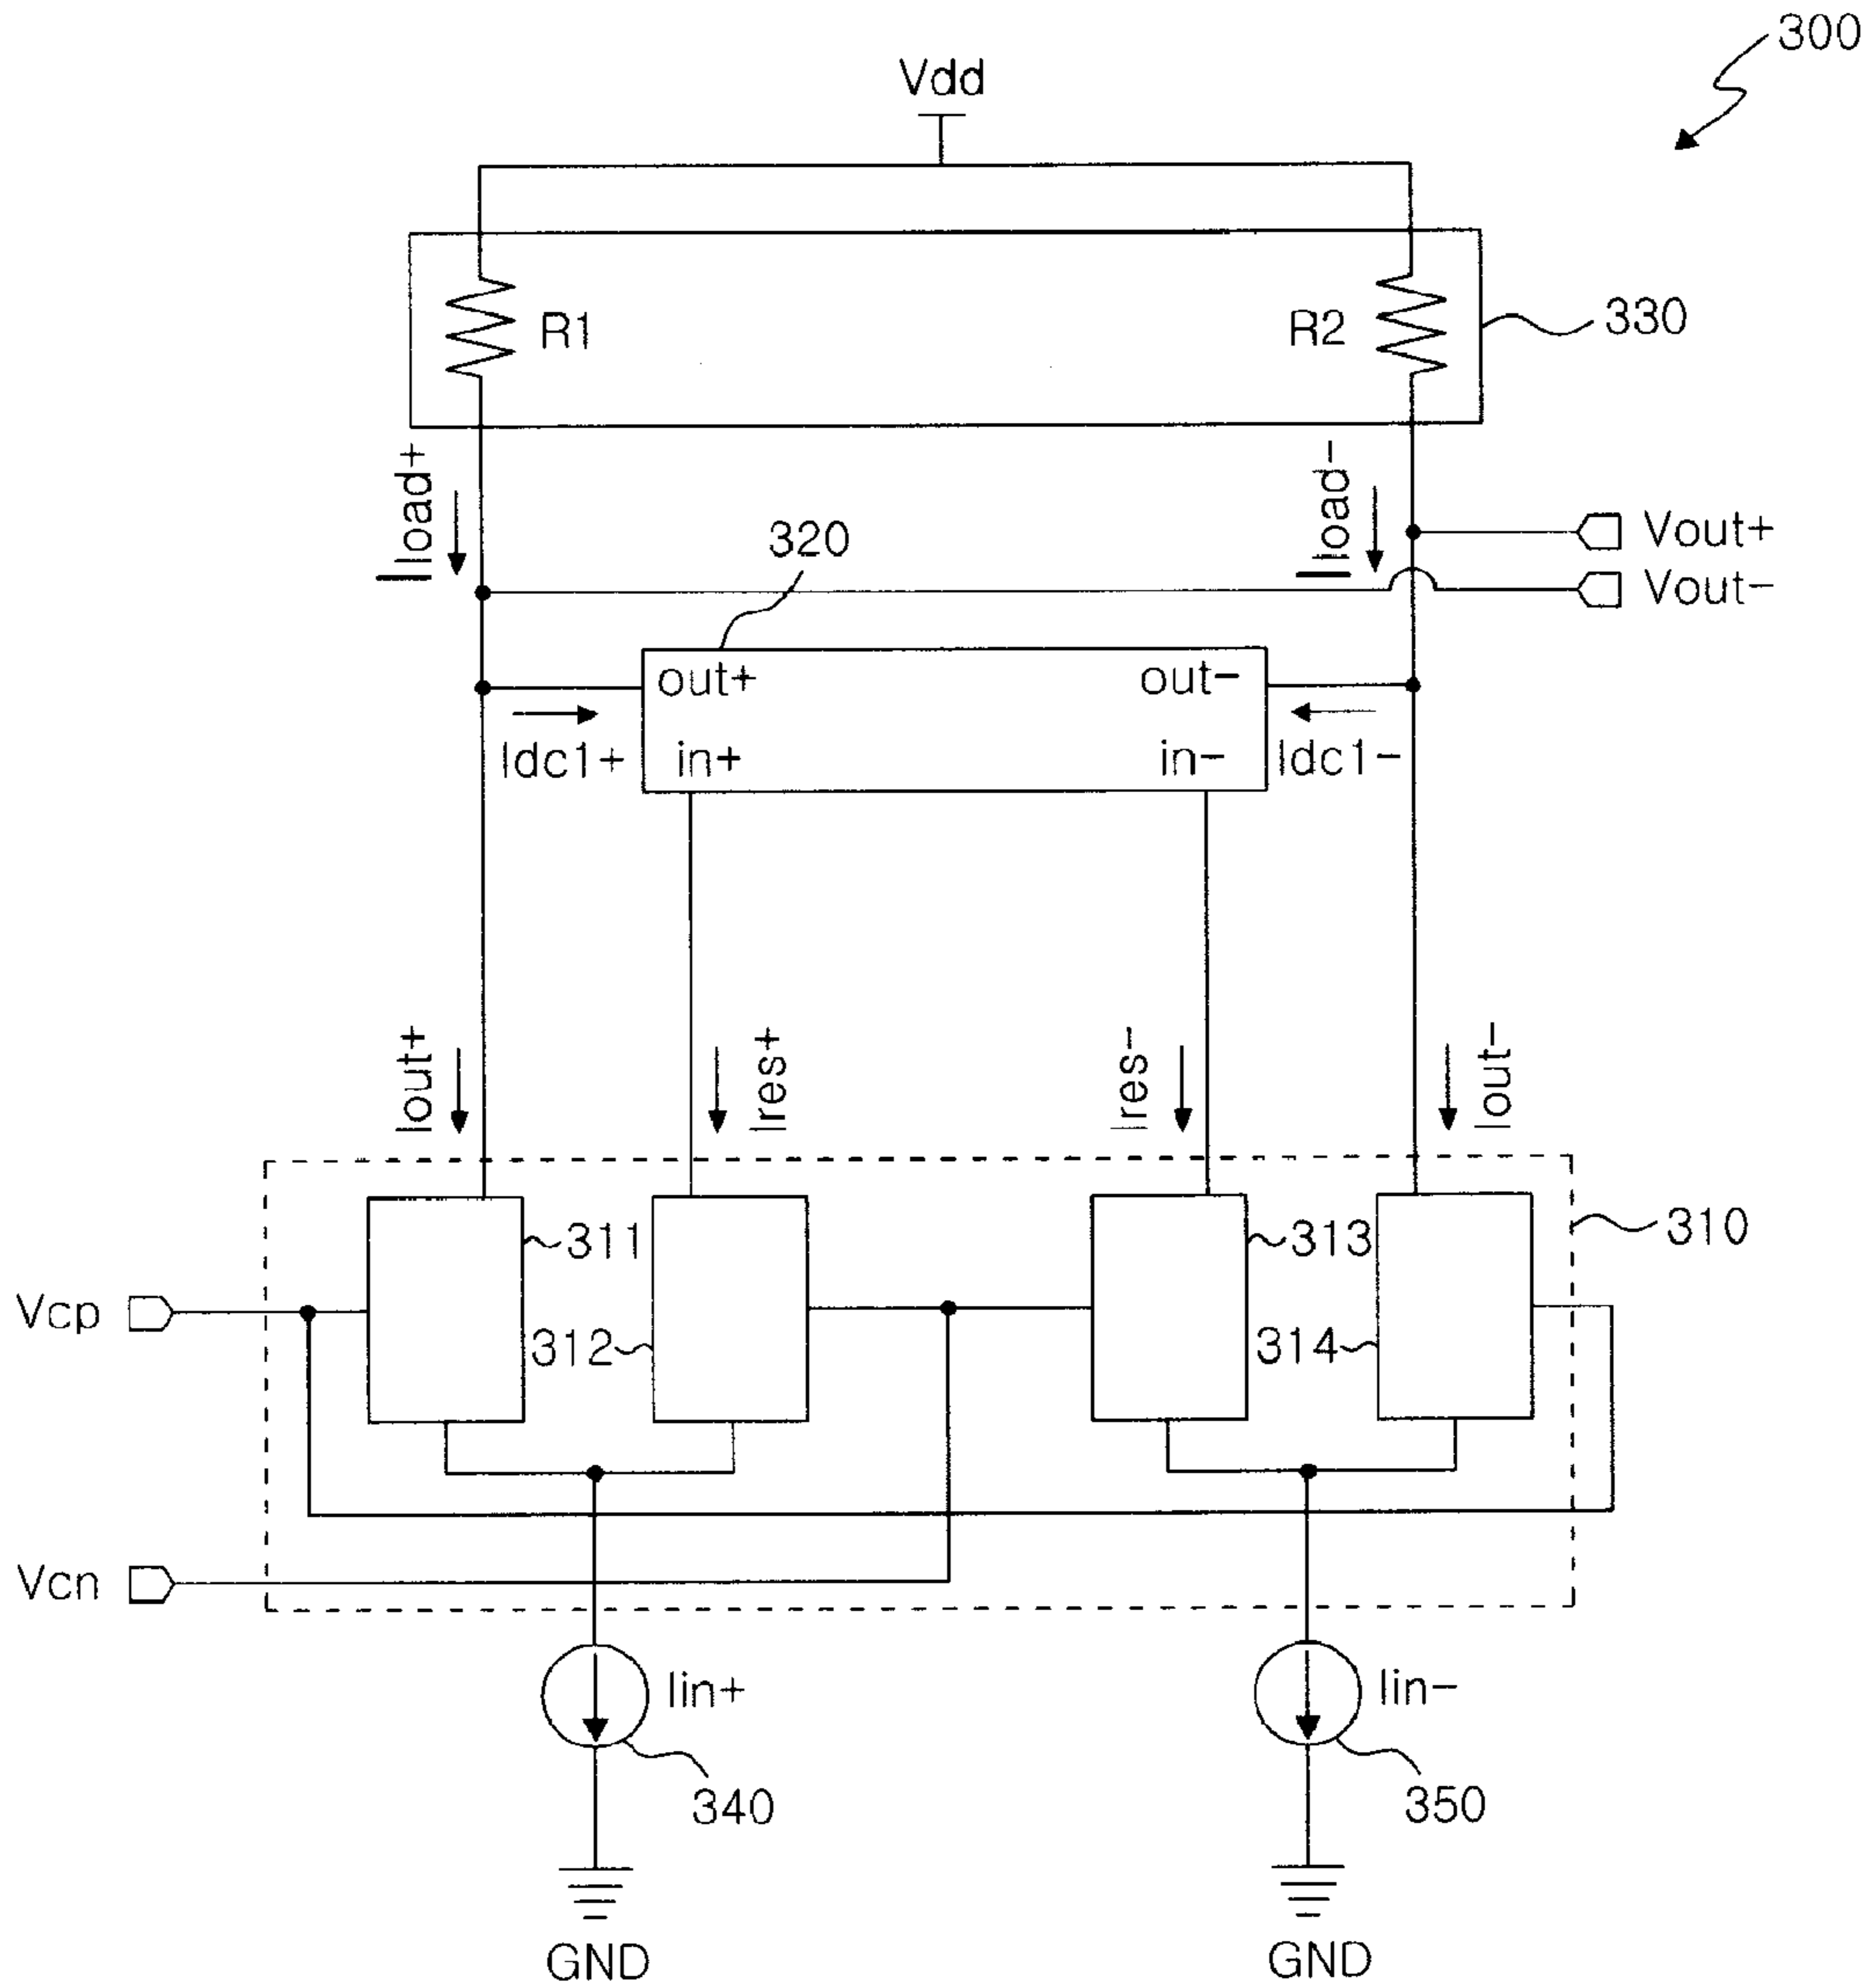 300
Vdd
R1
R2
330
Iload+
Iload-
Vout+
Vout-
320
out+
out-
in+
in-
Idc1+
Idc1-
Iout+
Ires+
Ires-
Iout-
310
311
312
313
314
Vcp
Vcn
Iin+
Iin-
340
350
GND
GND